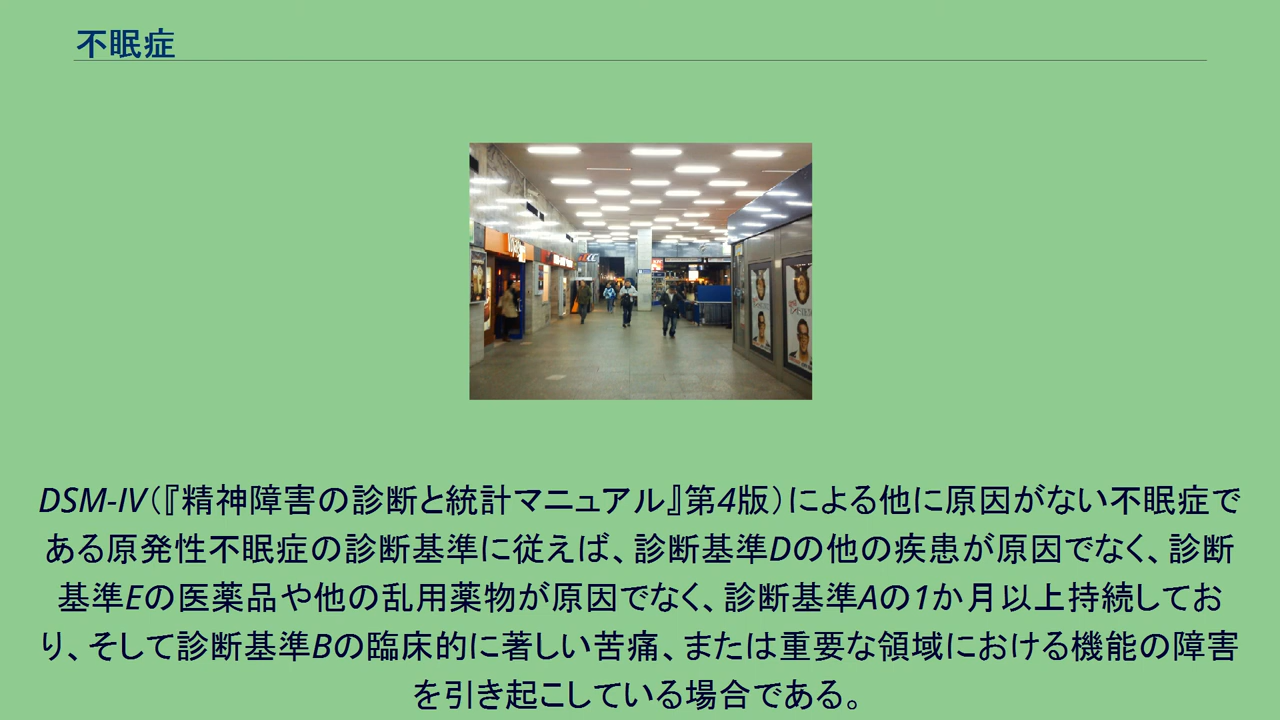 不眠症
DSM-IV（『精神障害の診断と統計マニュアル』第4版）による他に原因がない不眠症で
ある原発性不眠症の診断基準に従えば、診断基準Dの他の疾患が原因でなく、診断
基準Eの医薬品や他の乱用薬物が原因でなく、診断基準Aの1か月以上持続してお
り、そして診断基準Bの臨床的に著しい苦痛、または重要な領域における機能の障害
を引き起こしている場合である。